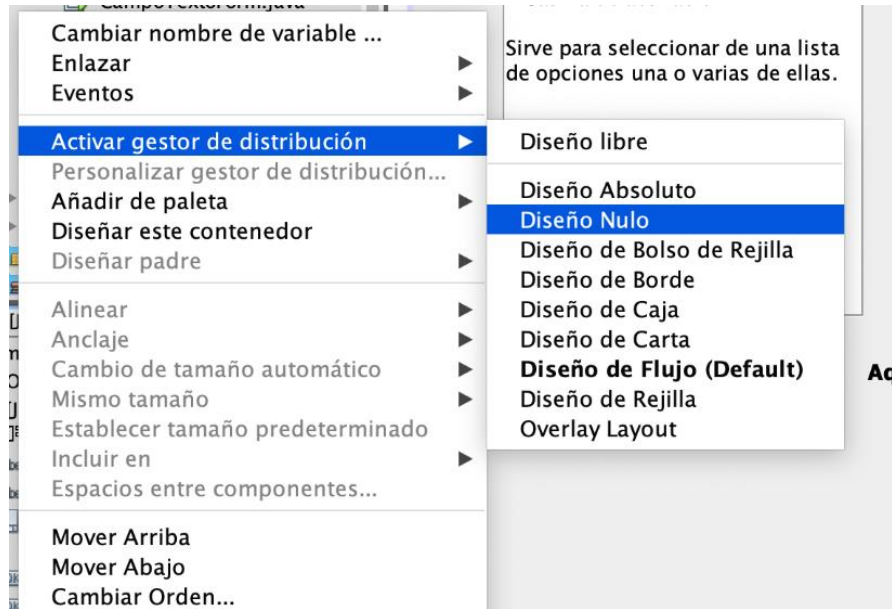 CampoTextoForm.java
Cambiar nombre de variable ...
Enlazar
Eventos
Activar gestor de distribución
Personalizar gestor de distribución...
Añadir de paleta
Diseñar este contenedor
Diseñar padre
Alinear
Anclaje
Cambio de tamaño automático
Mismo tamaño
Establecer tamaño predeterminado
Incluir en
Espacios entre componentes...
Mover Arriba
Mover Abajo
Cambiar Orden...
Sirve para seleccionar de una lista
de opciones una o varias de ellas.
Diseño libre
Diseño Absoluto
Diseño Nulo
Diseño de Bolso de Rejilla
Diseño de Borde
Diseño de Caja
Diseño de Carta
Diseño de Flujo (Default)
Diseño de Rejilla
Overlay Layout